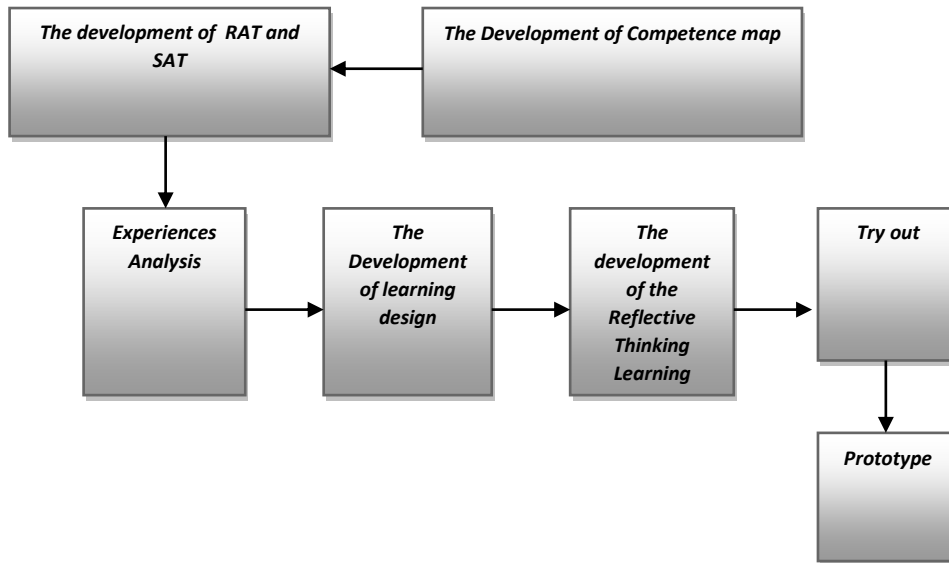 The development of RAT and
SAT
The Development of Competence map
Experiences
Analysis
The
Development
of learning
design
The
development
of the
Reflective
Thinking
Learning
Try out
Prototype